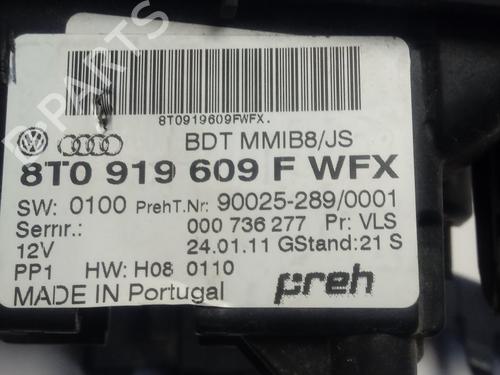 B-PARTS
8T0919609FWFX.
BDT MMIB8/JS
8T0 919 609 F WFX
SW: 0100 PrehT.Nr: 90025-289/0001
Serrir.: 000 736 277 Pr: VLS
12V 24.01.11 GStand: 21 S
PP1 HW: H08 0110
MADE IN Portugal preh